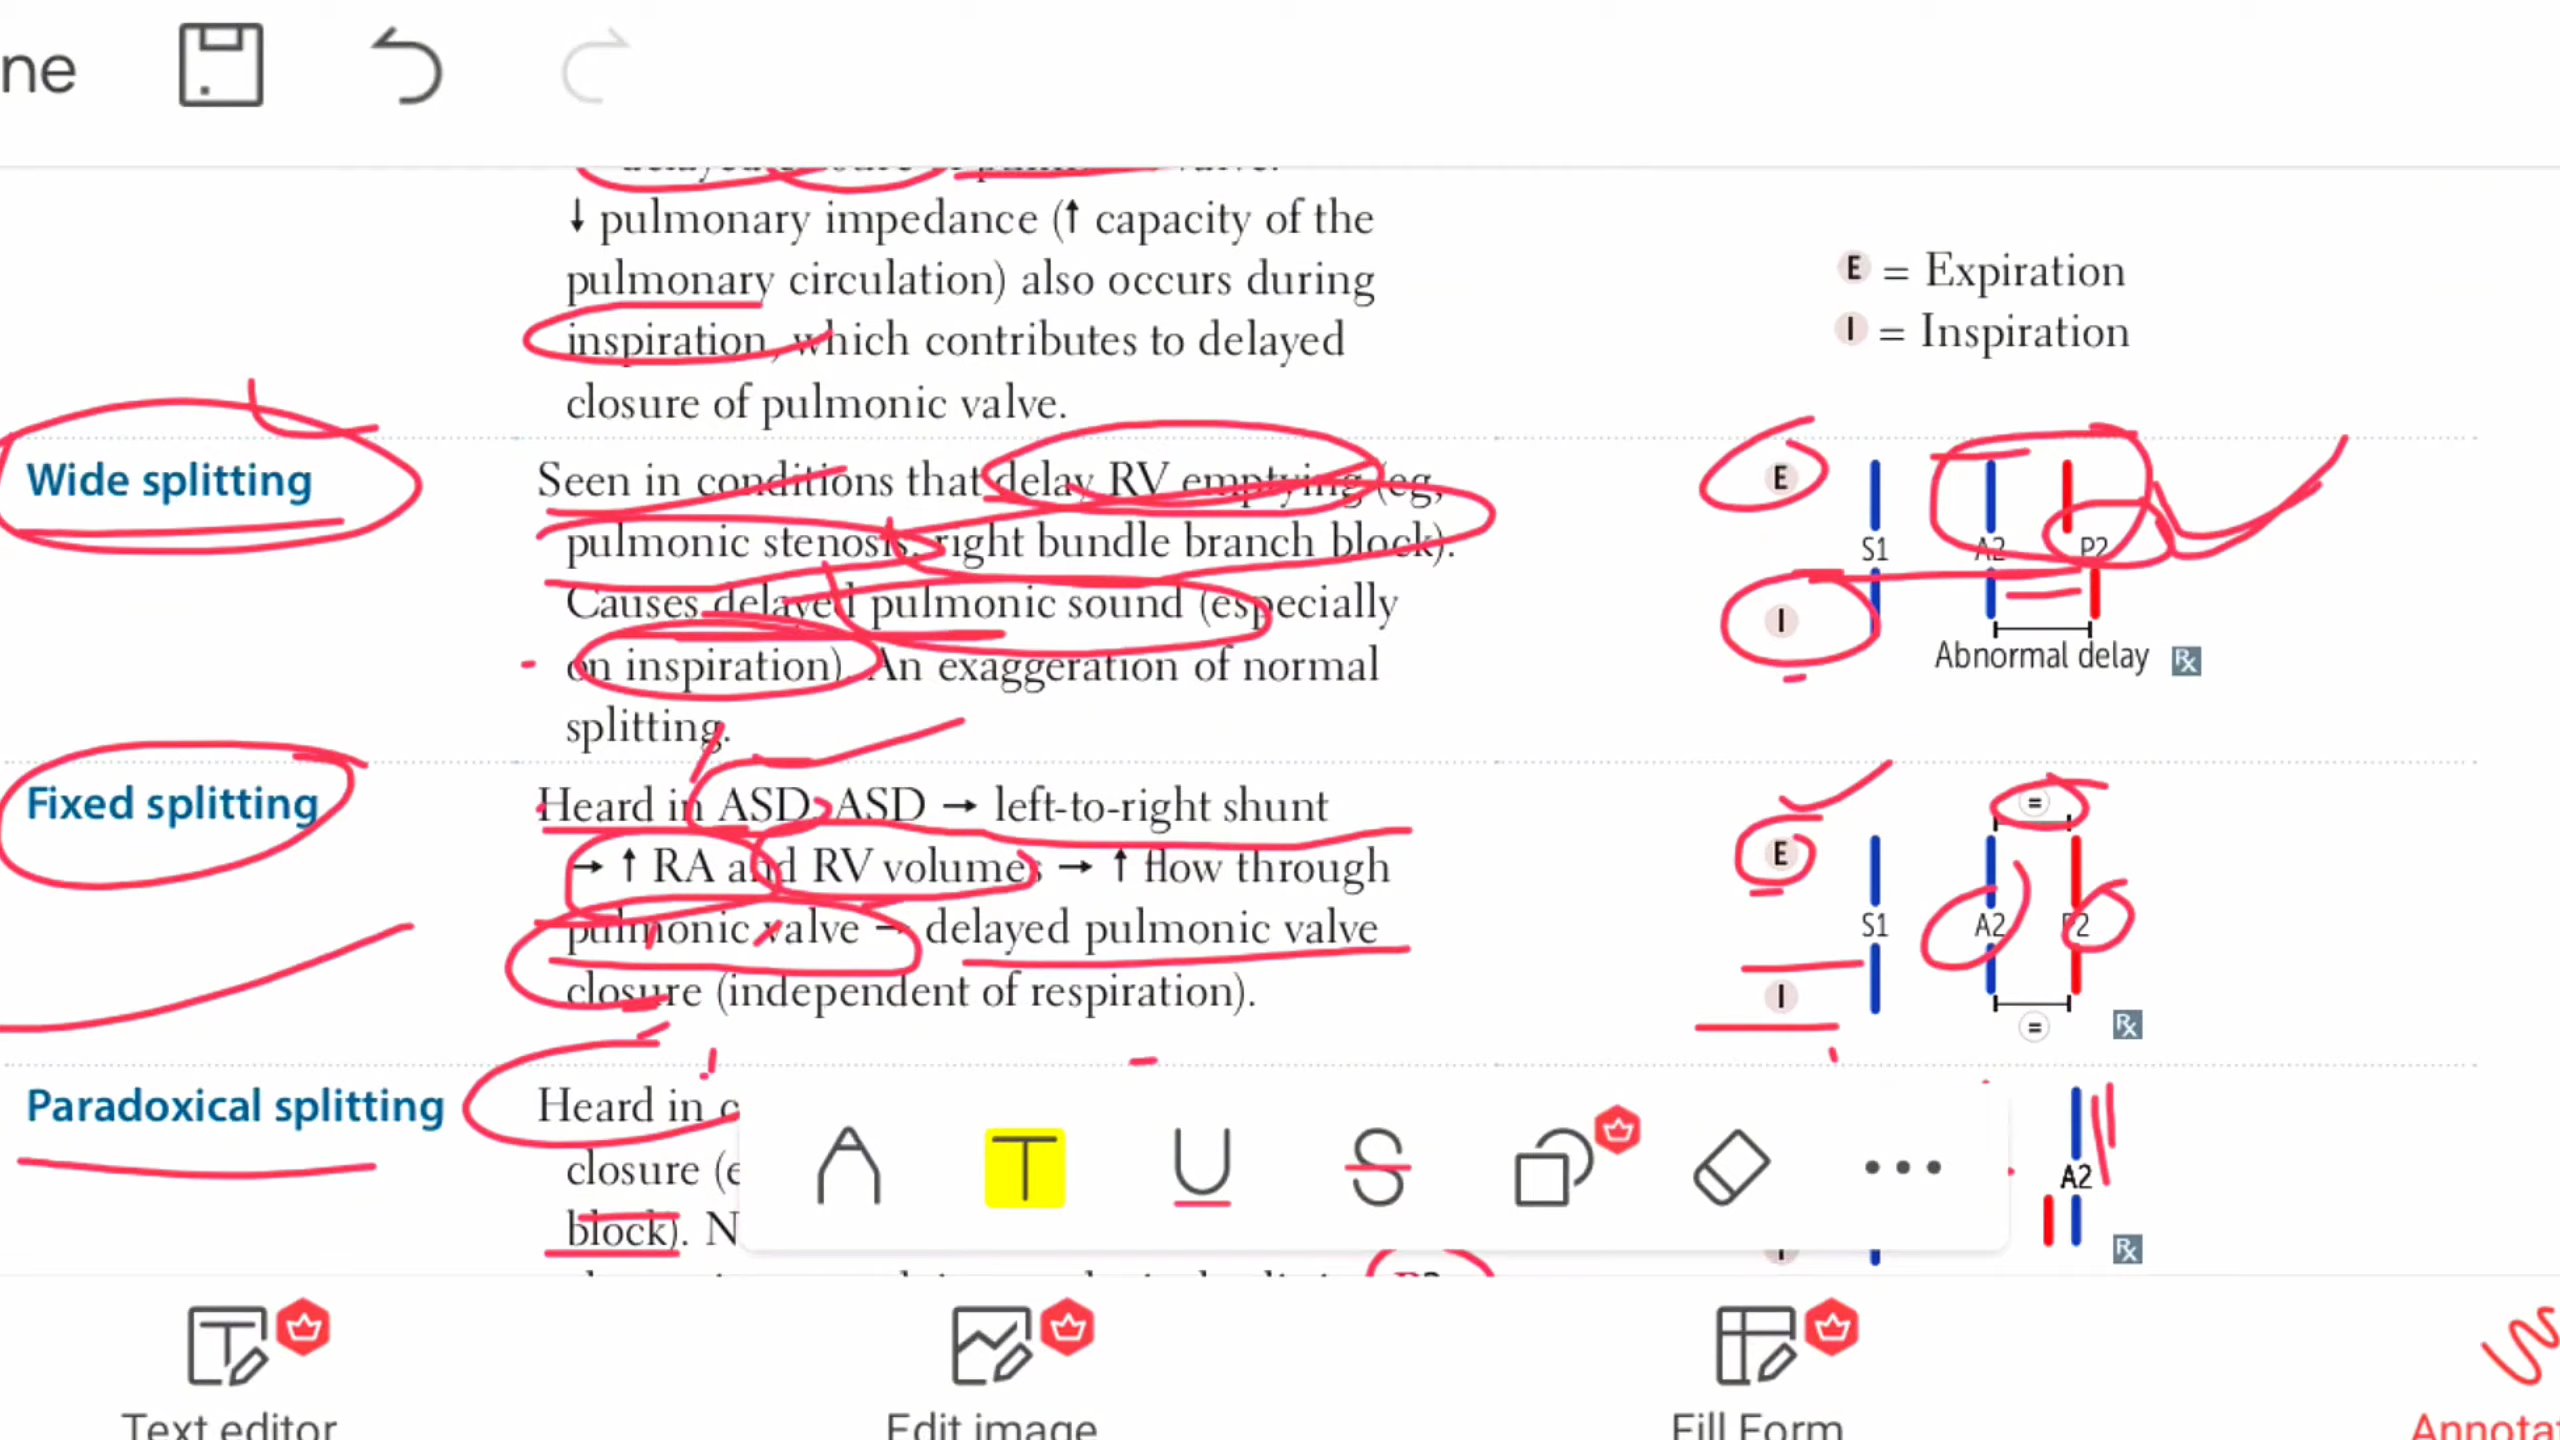 ne
↓ pulmonary impedance (↑ capacity of the
pulmonary circulation) also occurs during
inspiration, which contributes to delayed
closure of pulmonic valve.
E = Expiration
I = Inspiration
Wide splitting
Seen in conditions that delay RV emptying (eg,
pulmonic stenosis, right bundle branch block).
Causes delayed pulmonic sound (especially
on inspiration). An exaggeration of normal
splitting.
E
S1 A2 P2
I
Abnormal delay
Rx
Fixed splitting
Heard in ASD. ASD → left-to-right shunt
→ ↑ RA and RV volumes → ↑ flow through
pulmonic valve → delayed pulmonic valve
closure (independent of respiration).
=
E
S1 A2 P2
I
=
Rx
Paradoxical splitting
Heard in
closure (e
block). N
A2
Rx
A T U S
Text editor
Edit image
Fill Form
Annotat